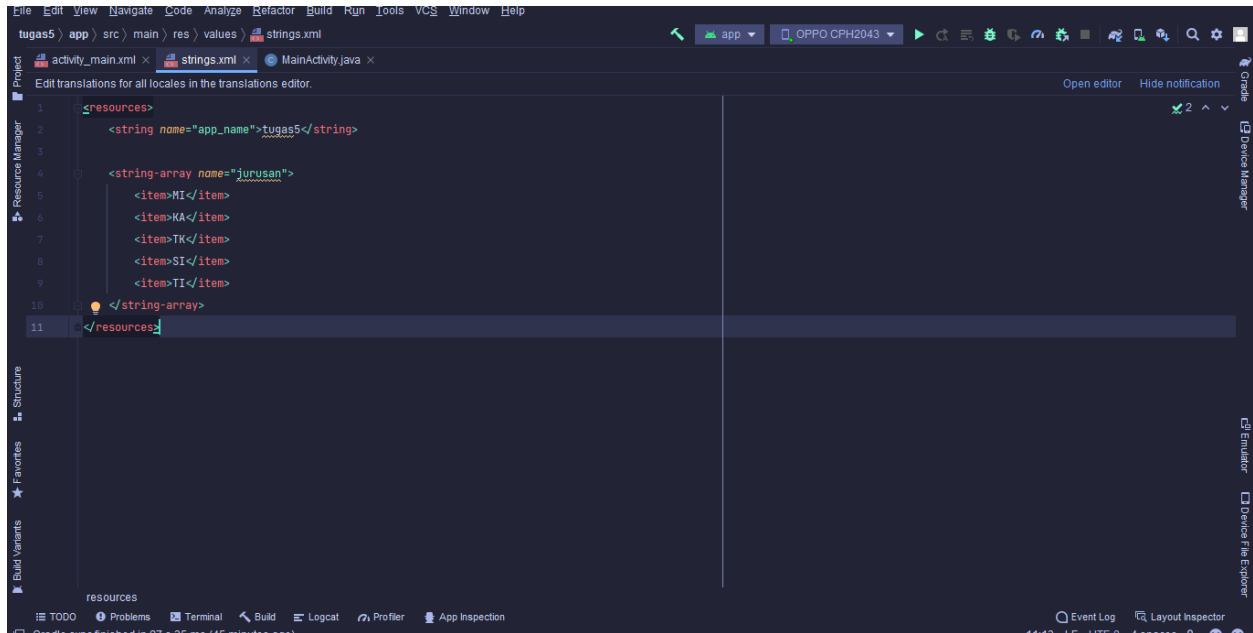 File Edit View Navigate Code Analyze Refactor Build Run Tools VCS Window Help
tugas5 〉 app 〉 src 〉 main 〉 res 〉 values 〉 strings.xml app OPPO CPH2043
activity_main.xml × strings.xml × MainActivity.java ×
Edit translations for all locales in the translations editor. Open editor Hide notification
1 <resources> 2
2 <string name="app_name">tugas5</string>
3
4 <string-array name="jurusan">
5 <item>MI</item>
6 <item>KA</item>
7 <item>TK</item>
8 <item>SI</item>
9 <item>TI</item>
10 </string-array>
11 </resources>
Project
Resource Manager
Structure
Favorites
Build Variants
Gradle
Device Manager
Emulator
Device File Explorer
resources
TODO Problems Terminal Build Logcat Profiler App Inspection Event Log Layout Inspector